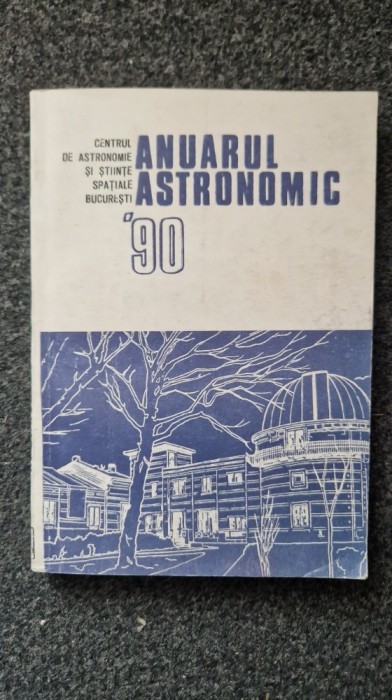 CENTRUL
DE ASTRONOMIE
ȘI ȘTIINȚE
SPAȚIALE
BUCUREȘTI
ANUARUL
ASTRONOMIC
'90